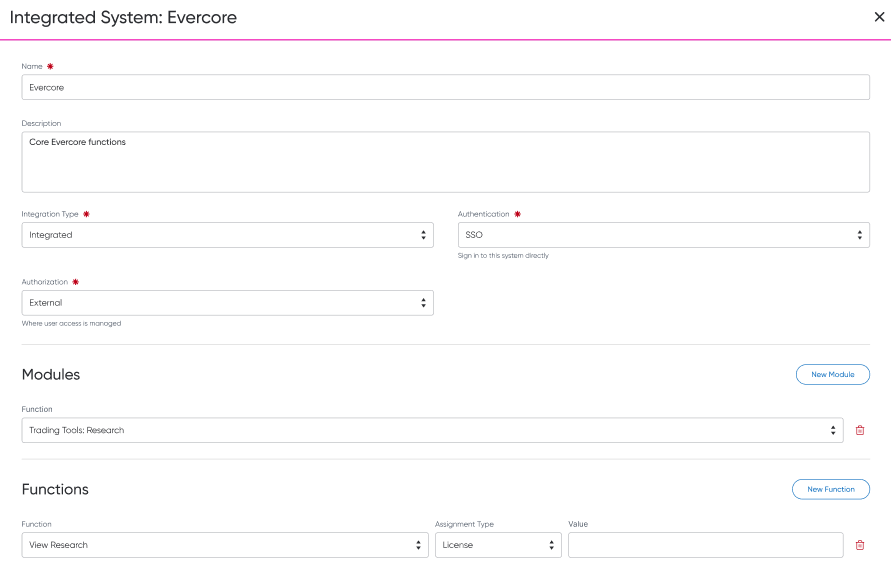 Integrated System: Evercore
Name *
Evercore
Description
Core Evercore functions
Integration Type *
Authentication *
Integrated
SSO
Sign in to this system directly
Authorization *
External
Where user access is managed
Modules
New Module
Function
Trading Tools: Research
Functions
New Function
Function
Assignment Type
Value
View Research
License